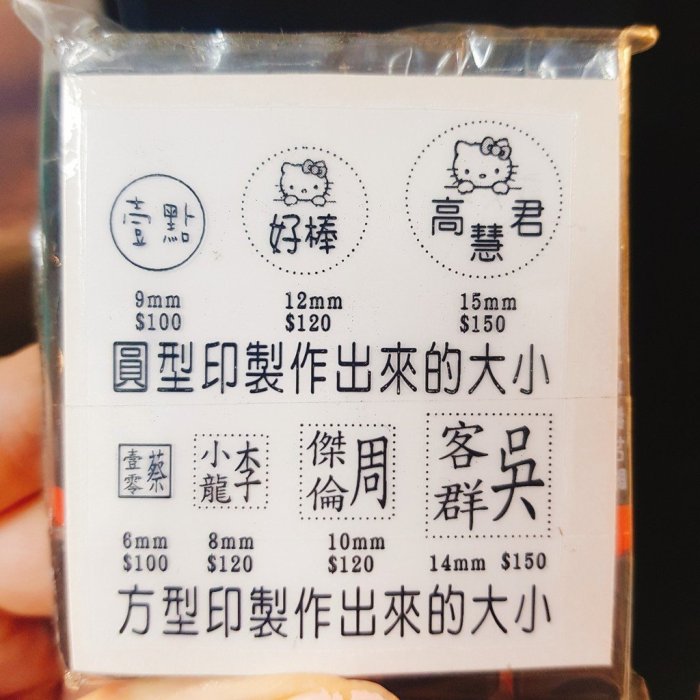 壹點
好棒
高慧君
9mm 12mm 15mm
$100 $120 $150
圓型印製作出來的大小
蔡壹零
李小龍
周傑倫
吳客群
6mm 8mm 10mm 14mm $150
$100 $120 $120
方型印製作出來的大小